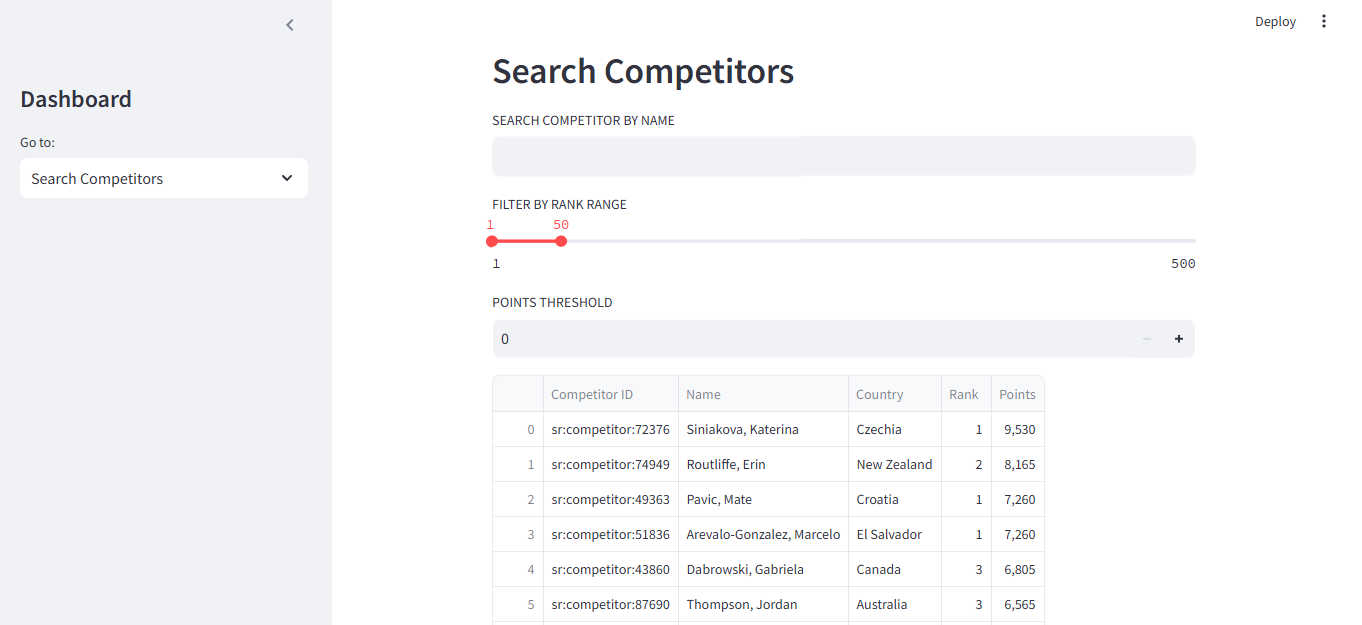 Deploy
Dashboard
Go to:
Search Competitors
Search Competitors
SEARCH COMPETITOR BY NAME
FILTER BY RANK RANGE
1 50
1 500
POINTS THRESHOLD
0
Competitor ID Name Country Rank Points
0 sr:competitor:72376 Siniakova, Katerina Czechia 1 9,530
1 sr:competitor:74949 Routliffe, Erin New Zealand 2 8,165
2 sr:competitor:49363 Pavic, Mate Croatia 1 7,260
3 sr:competitor:51836 Arevalo-Gonzalez, Marcelo El Salvador 1 7,260
4 sr:competitor:43860 Dabrowski, Gabriela Canada 3 6,805
5 sr:competitor:87690 Thompson, Jordan Australia 3 6,565